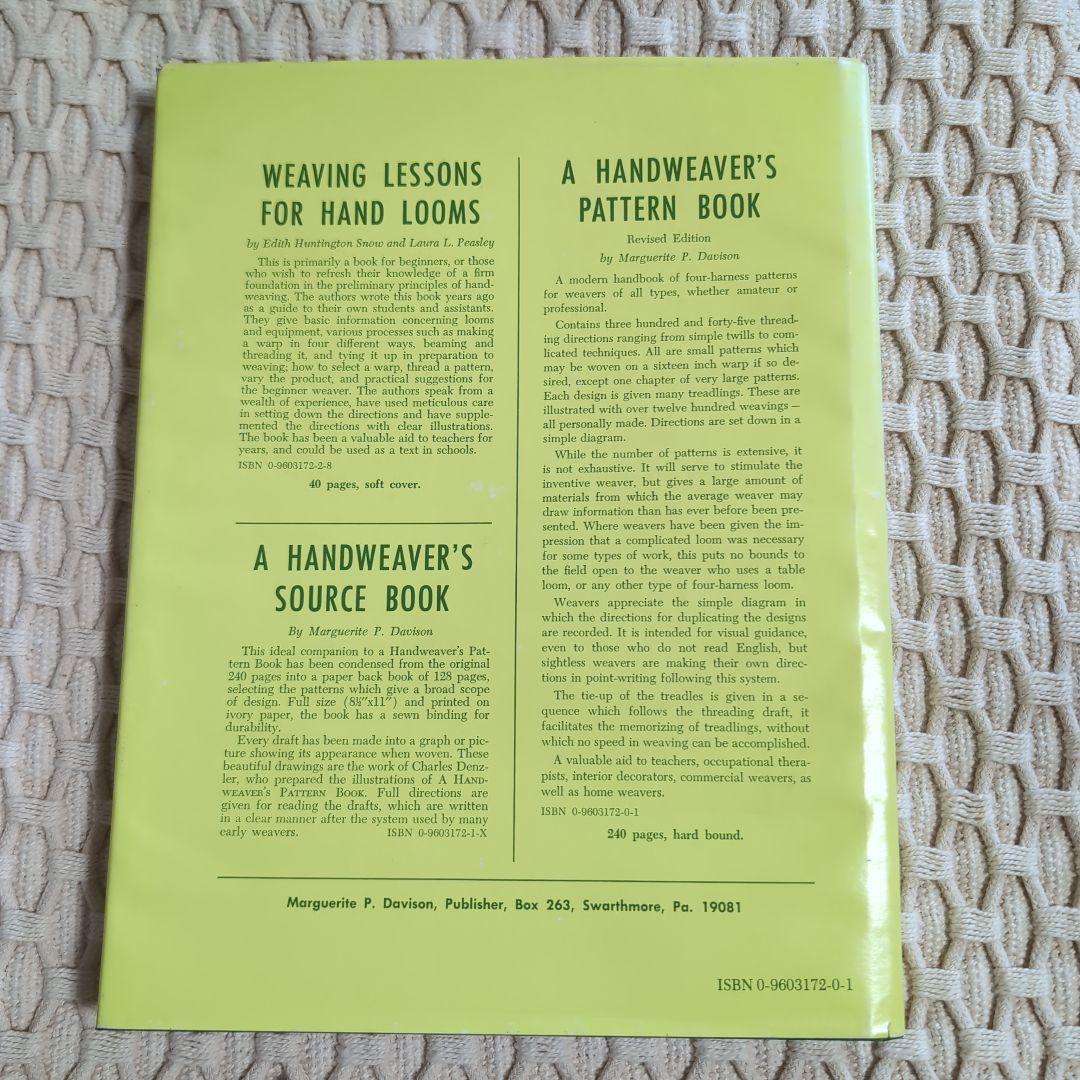 WEAVING LESSONS
FOR HAND LOOMS
by Edith Huntington Snow and Laura L. Peasley
This is primarily a book for beginners, or those
who wish to refresh their knowledge of a firm
foundation in the preliminary principles of hand-
weaving. The authors wrote this book years ago
as a guide to their own students and assistants.
They give basic information concerning looms
and equipment, various processes such as making
a warp in four different ways, beaming and
threading it, and tying it up in preparation to
weaving; how to select a warp, thread a pattern,
vary the product, and practical suggestions for
the beginner weaver. The authors speak from a
wealth of experience, have used meticulous care
in setting down the directions and have supple-
mented the directions with clear illustrations.
The book has been a valuable aid to teachers for
years, and could be used as a text in schools.
ISBN 0-9603172-2-8
40 pages, soft cover.
A HANDWEAVER'S
SOURCE BOOK
By Marguerite P. Davison
This ideal companion to a Handweaver's Pat-
tern Book has been condensed from the original
240 pages into a paper back book of 128 pages,
selecting the patterns which give a broad scope
of design. Full size (8½"x11") and printed on
ivory paper, the book has a sewn binding for
durability.
Every draft has been made into a graph or pic-
ture showing its appearance when woven. These
beautiful drawings are the work of Charles Denz-
ler, who prepared the illustrations of A HAND-
WEAVER'S PATTERN BOOK. Full directions are
given for reading the drafts, which are written
in a clear manner after the system used by many
early weavers. ISBN 0-9603172-1-X
A HANDWEAVER'S
PATTERN BOOK
Revised Edition
by Marguerite P. Davison
A modern handbook of four-harness patterns
for weavers of all types, whether amateur or
professional.
Contains three hundred and forty-five thread-
ing directions ranging from simple twills to com-
licated techniques. All are small patterns which
may be woven on a sixteen inch warp if so de-
sired, except one chapter of very large patterns.
Each design is given many treadlings. These are
illustrated with over twelve hundred weavings —
all personally made. Directions are set down in a
simple diagram.
While the number of patterns is extensive, it
is not exhaustive. It will serve to stimulate the
inventive weaver, but gives a large amount of
materials from which the average weaver may
draw information than has ever before been pre-
sented. Where weavers have been given the im-
pression that a complicated loom was necessary
for some types of work, this puts no bounds to
the field open to the weaver who uses a table
loom, or any other type of four-harness loom.
Weavers appreciate the simple diagram in
which the directions for duplicating the designs
are recorded. It is intended for visual guidance,
even to those who do not read English, but
sightless weavers are making their own direc-
tions in point-writing following this system.
The tie-up of the treadles is given in a se-
quence which follows the threading draft, it
facilitates the memorizing of treadlings, without
which no speed in weaving can be accomplished.
A valuable aid to teachers, occupational thera-
pists, interior decorators, commercial weavers, as
well as home weavers.
ISBN 0-9603172-0-1
240 pages, hard bound.
Marguerite P. Davison, Publisher, Box 263, Swarthmore, Pa. 19081
ISBN 0-9603172-0-1